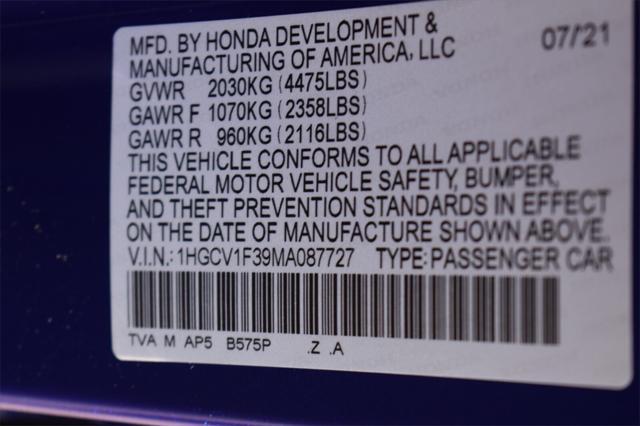 MFD. BY HONDA DEVELOPMENT & 07/21
MANUFACTURING OF AMERICA, LLC
GVWR 2030KG (4475LBS)
GAWR F 1070KG (2358LBS)
GAWR R 960KG (2116LBS)
THIS VEHICLE CONFORMS TO ALL APPLICABLE
FEDERAL MOTOR VEHICLE SAFETY, BUMPER,
AND THEFT PREVENTION STANDARDS IN EFFECT
ON THE DATE OF MANUFACTURE SHOWN ABOVE.
V.I.N.: 1HGCV1F39MA087727 TYPE: PASSENGER CAR
TVA M AP5 B575P .Z .A